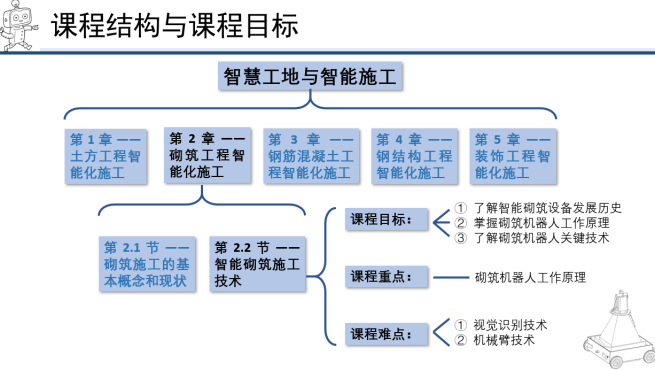 课程结构与课程目标
智慧工地与智能施工
第 1 章 ——
土方工程智
能化施工
第 2 章 ——
砌筑工程智
能化施工
第 3 章 ——
钢筋混凝土工
程智能化施工
第 4 章 ——
钢结构工程
智能化施工
第 5 章 ——
装饰工程智
能化施工
第 2.1 节 ——
砌筑施工的基
本概念和现状
第 2.2 节 ——
智能砌筑施工
技术
课程目标：
① 了解智能砌筑设备发展历史
② 掌握砌筑机器人工作原理
③ 了解砌筑机器人关键技术
课程重点：
砌筑机器人工作原理
课程难点：
① 视觉识别技术
② 机械臂技术